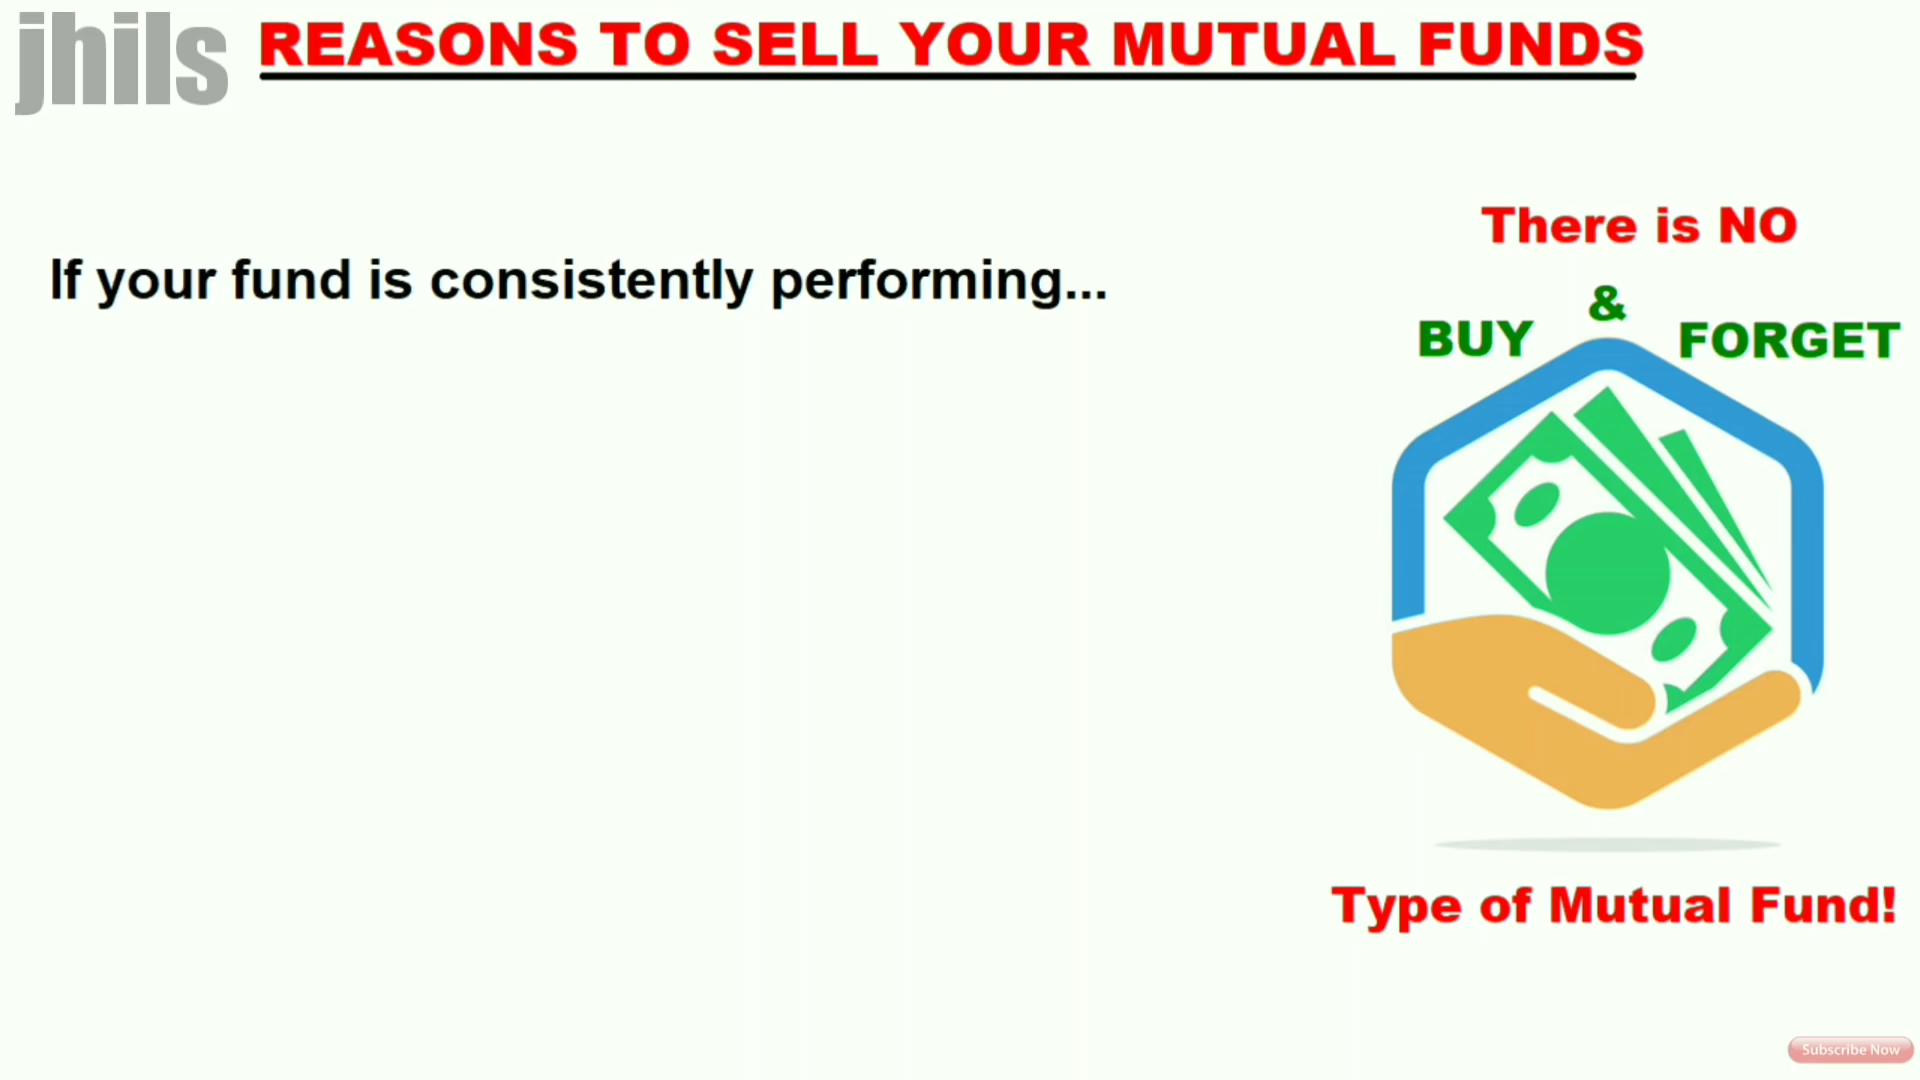 jhils
REASONS TO SELL YOUR MUTUAL FUNDS
If your fund is consistently performing...
There is NO
BUY & FORGET
Type of Mutual Fund!
Subscribe Now